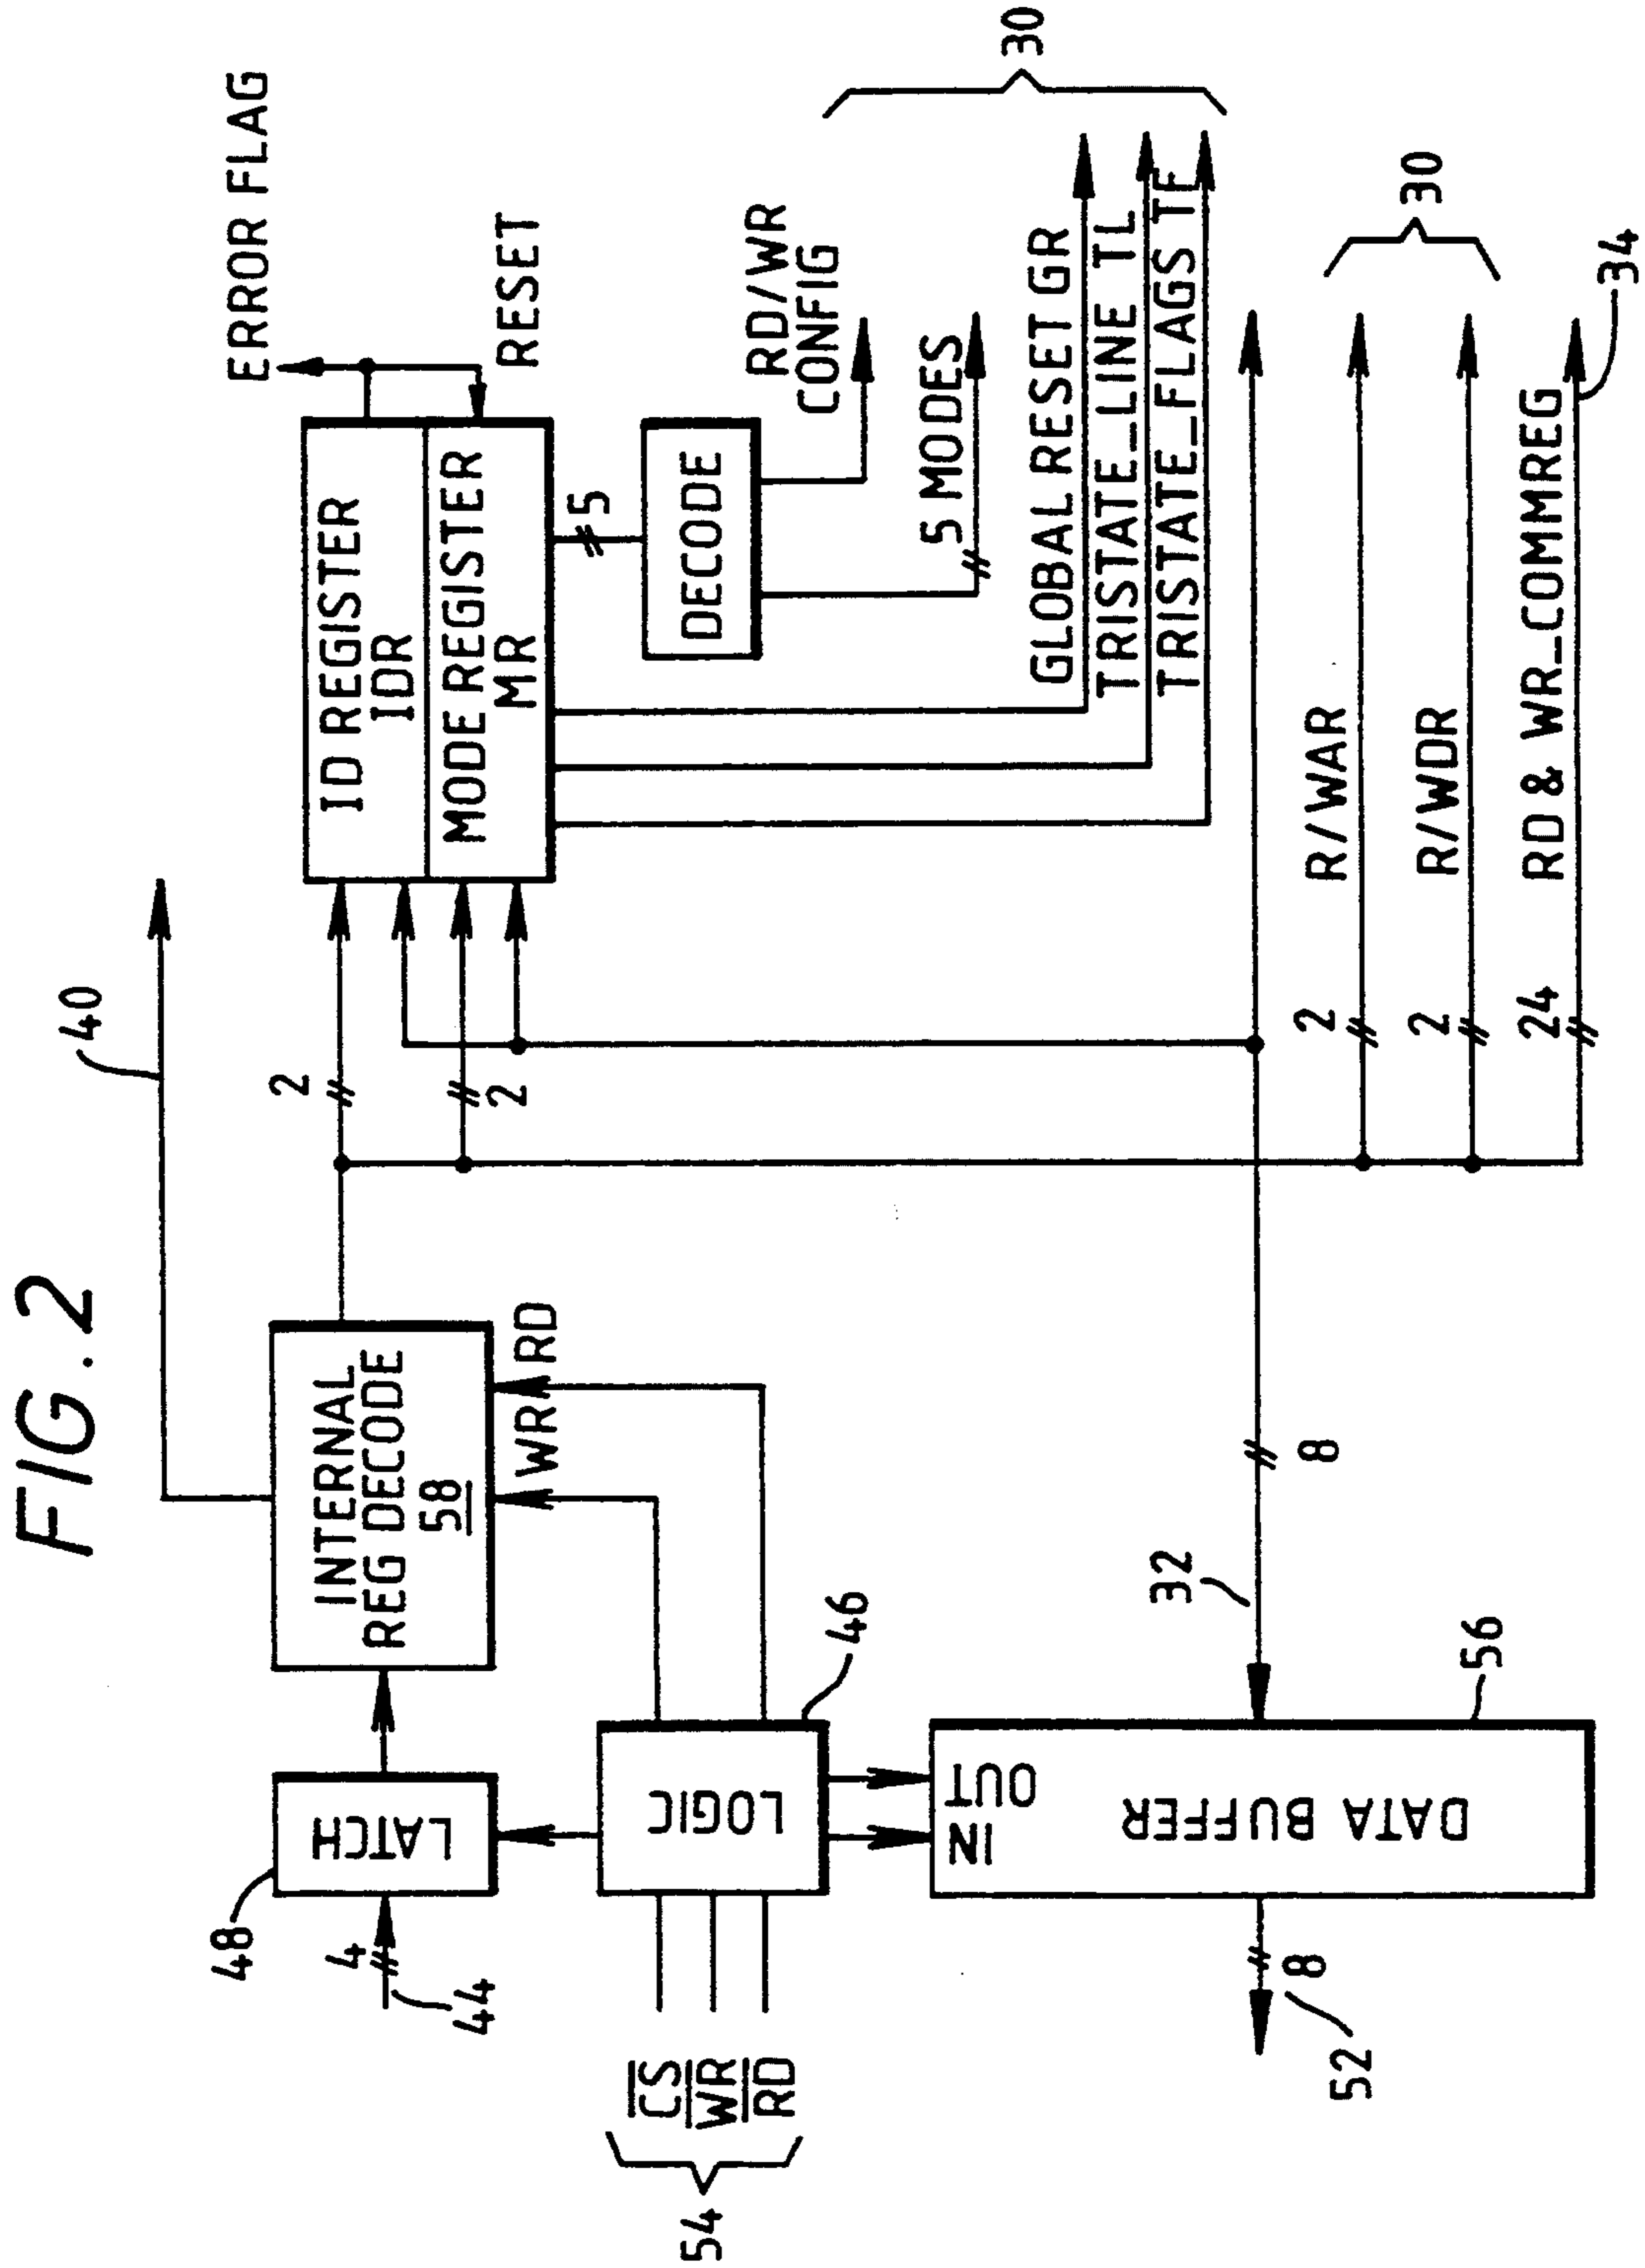 FIG. 2
40
ERROR FLAG
48
4
44
LATCH
INTERNAL
REG DECODE
58
WR RD
2
2
ID REGISTER
IDR
MODE REGISTER
MR
RESET
5
DECODE
RD/WR
CONFIG
5 MODES
GLOBAL RESET GR
TRISTATE_LINE TL
TRISTATE_FLAGS TF
30
54
CS
WR
RD
LOGIC
46
IN
OUT
DATA BUFFER
56
52
8
32
8
2
R/WAR
2
R/WDR
30
24
RD & WR_COMMREG
34